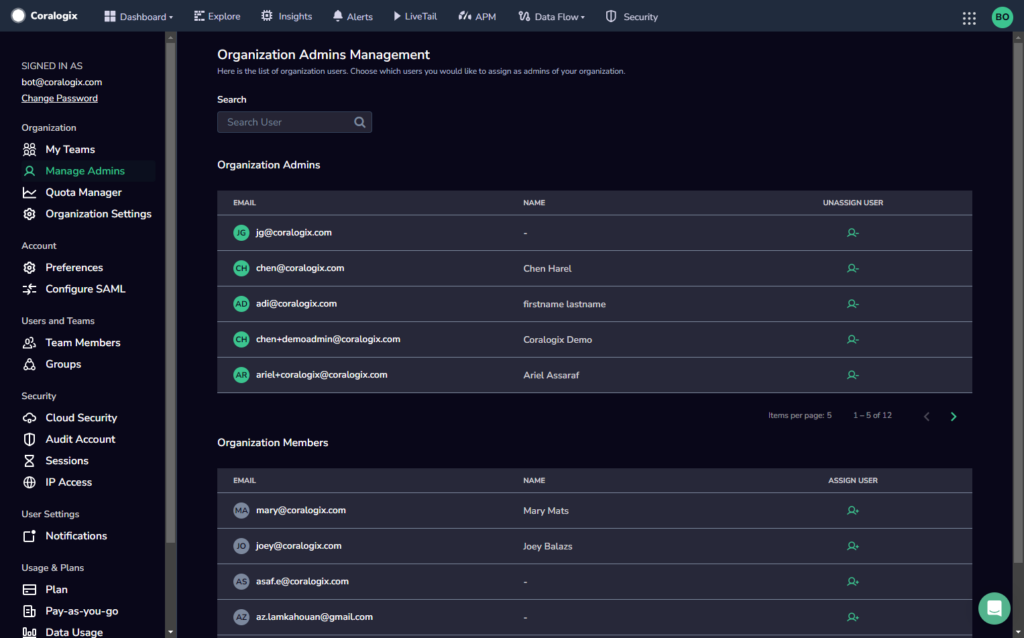 Coralogix
Dashboard
Explore
Insights
Alerts
LiveTail
APM
Data Flow
Security
BO
SIGNED IN AS
bot@coralogix.com
Change Password
Organization
My Teams
Manage Admins
Quota Manager
Organization Settings
Account
Preferences
Configure SAML
Users and Teams
Team Members
Groups
Security
Cloud Security
Audit Account
Sessions
IP Access
User Settings
Notifications
Usage & Plans
Plan
Pay-as-you-go
Data Usage
Organization Admins Management
Here is the list of organization users. Choose which users you would like to assign as admins of your organization.
Search
Search User
Organization Admins
EMAIL NAME UNASSIGN USER
JG jg@coralogix.com -
CH chen@coralogix.com Chen Harel
AD adi@coralogix.com firstname lastname
CH chen+demoadmin@coralogix.com Coralogix Demo
AR ariel+coralogix@coralogix.com Ariel Assaraf
Items per page: 5 1 – 5 of 12
Organization Members
EMAIL NAME ASSIGN USER
MA mary@coralogix.com Mary Mats
JO joey@coralogix.com Joey Balazs
AS asaf.e@coralogix.com -
AZ az.lamkahouan@gmail.com -